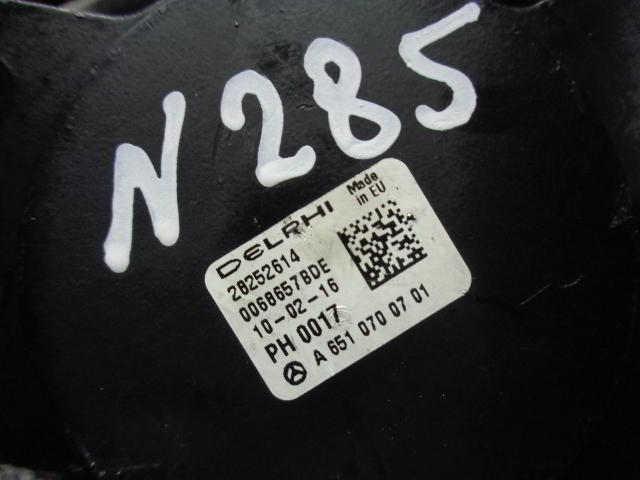 N285
DELPHI
Made
in EU
28252614
0068657BDE
10-02-16
PH 0017
A 651 070 07 01